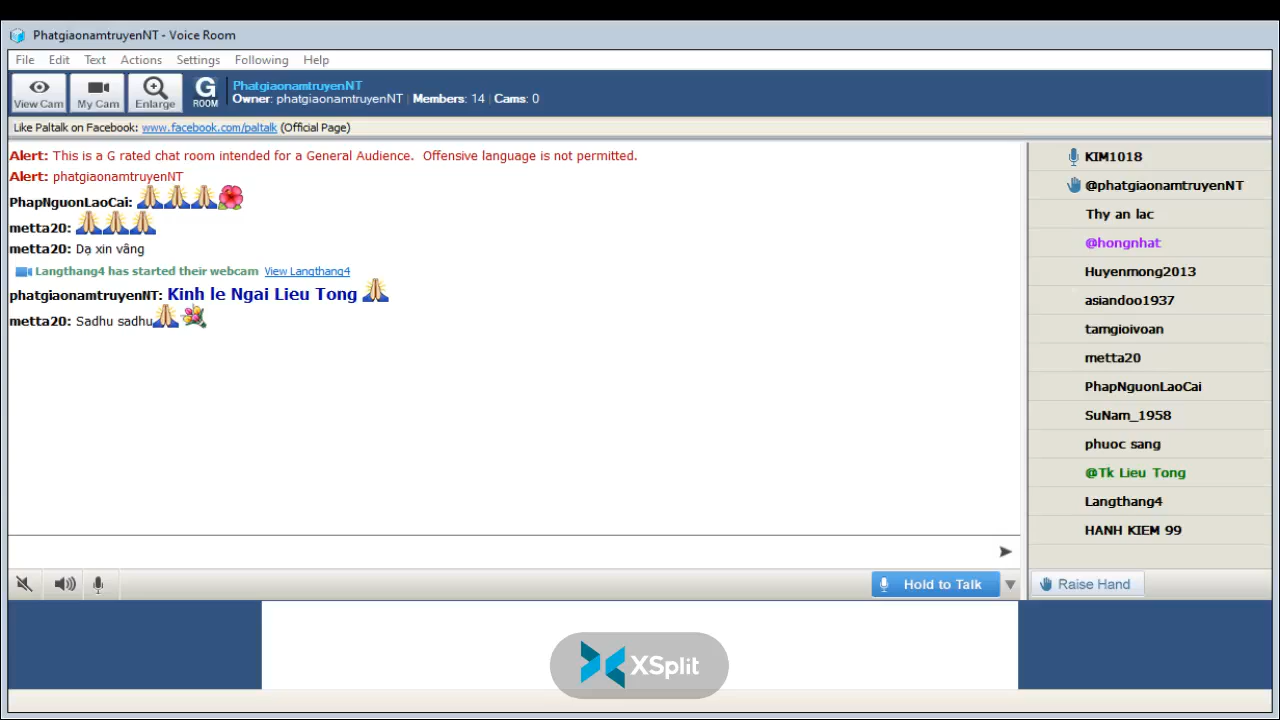 PhatgiaonamtruyenNT - Voice Room
File Edit Text Actions Settings Following Help
View Cam My Cam Enlarge G ROOM
PhatgiaonamtruyenNT
Owner: phatgiaonamtruyenNT | Members: 14 | Cams: 0
Like Paltalk on Facebook: www.facebook.com/paltalk (Official Page)
Alert: This is a G rated chat room intended for a General Audience. Offensive language is not permitted.
Alert: phatgiaonamtruyenNT
PhapNguonLaoCai:
metta20:
metta20: Dạ xin vâng
Langthang4 has started their webcam View Langthang4
phatgiaonamtruyenNT: Kinh le Ngai Lieu Tong
metta20: Sadhu sadhu
KIM1018
@phatgiaonamtruyenNT
Thy an lac
@hongnhat
Huyenmong2013
asiandoo1937
tamgioivoan
metta20
PhapNguonLaoCai
SuNam_1958
phuoc sang
@Tk Lieu Tong
Langthang4
HANH KIEM 99
Hold to Talk
Raise Hand
XSplit